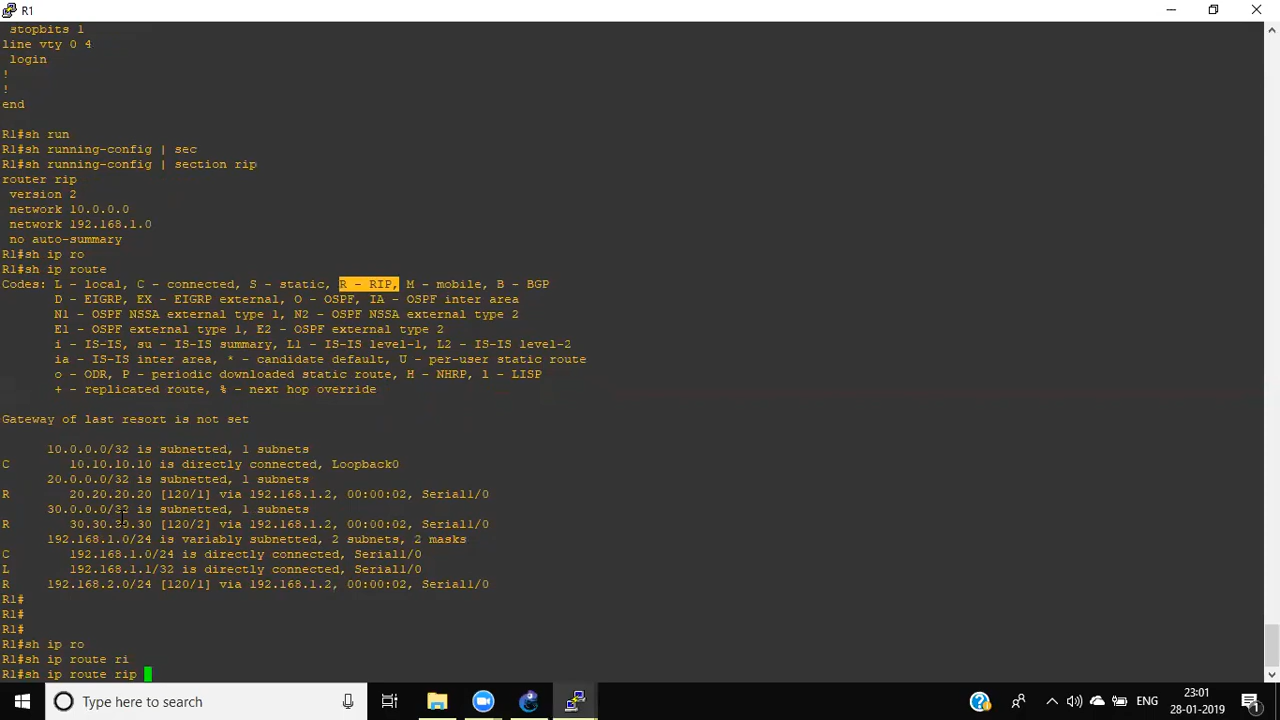 R1
stopbits 1
line vty 0 4
login
!
!
end
R1#sh run
R1#sh running-config | sec
R1#sh running-config | section rip
router rip
version 2
network 10.0.0.0
network 192.168.1.0
no auto-summary
R1#sh ip ro
R1#sh ip route
Codes: L - local, C - connected, S - static, R - RIP, M - mobile, B - BGP
D - EIGRP, EX - EIGRP external, O - OSPF, IA - OSPF inter area
N1 - OSPF NSSA external type 1, N2 - OSPF NSSA external type 2
E1 - OSPF external type 1, E2 - OSPF external type 2
i - IS-IS, su - IS-IS summary, L1 - IS-IS level-1, L2 - IS-IS level-2
ia - IS-IS inter area, * - candidate default, U - per-user static route
o - ODR, P - periodic downloaded static route, H - NHRP, l - LISP
+ - replicated route, % - next hop override
Gateway of last resort is not set
10.0.0.0/32 is subnetted, 1 subnets
C 10.10.10.10 is directly connected, Loopback0
20.0.0.0/32 is subnetted, 1 subnets
R 20.20.20.20 [120/1] via 192.168.1.2, 00:00:02, Serial1/0
30.0.0.0/32 is subnetted, 1 subnets
R 30.30.30.30 [120/2] via 192.168.1.2, 00:00:02, Serial1/0
192.168.1.0/24 is variably subnetted, 2 subnets, 2 masks
C 192.168.1.0/24 is directly connected, Serial1/0
L 192.168.1.1/32 is directly connected, Serial1/0
R 192.168.2.0/24 [120/1] via 192.168.1.2, 00:00:02, Serial1/0
R1#
R1#
R1#
R1#sh ip ro
R1#sh ip route ri
R1#sh ip route rip
Type here to search
ENG
23:01
28-01-2019
1